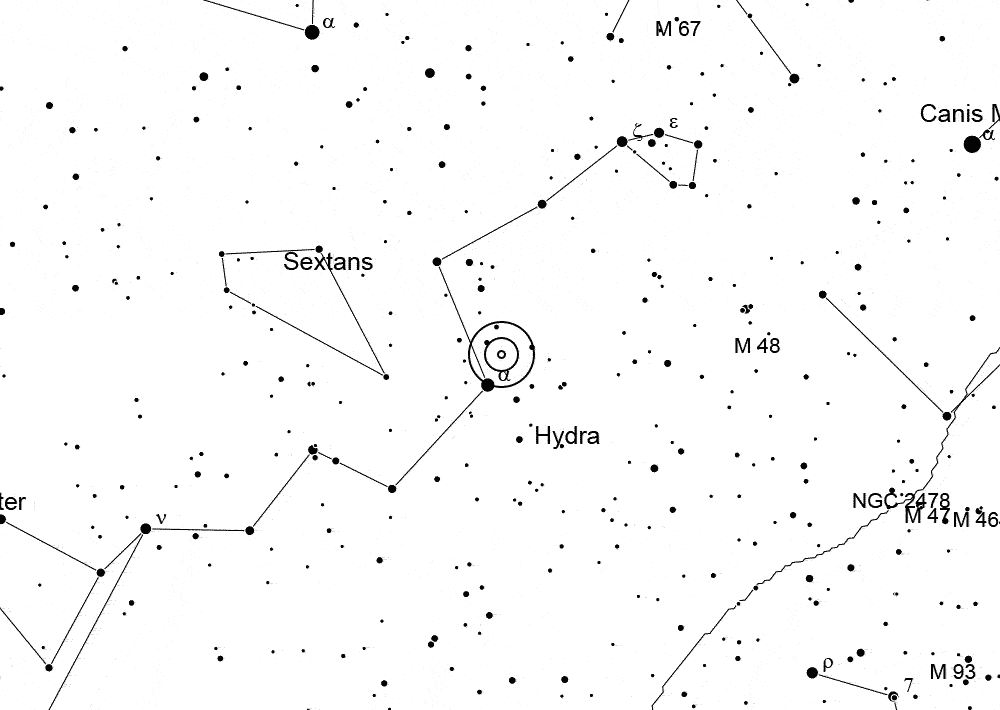 α
M 67
Canis M
α
ζ
ε
Sextans
M 48
α
Hydra
ter
ν
NGC 2478
M 47
M 46
ρ
M 93
7